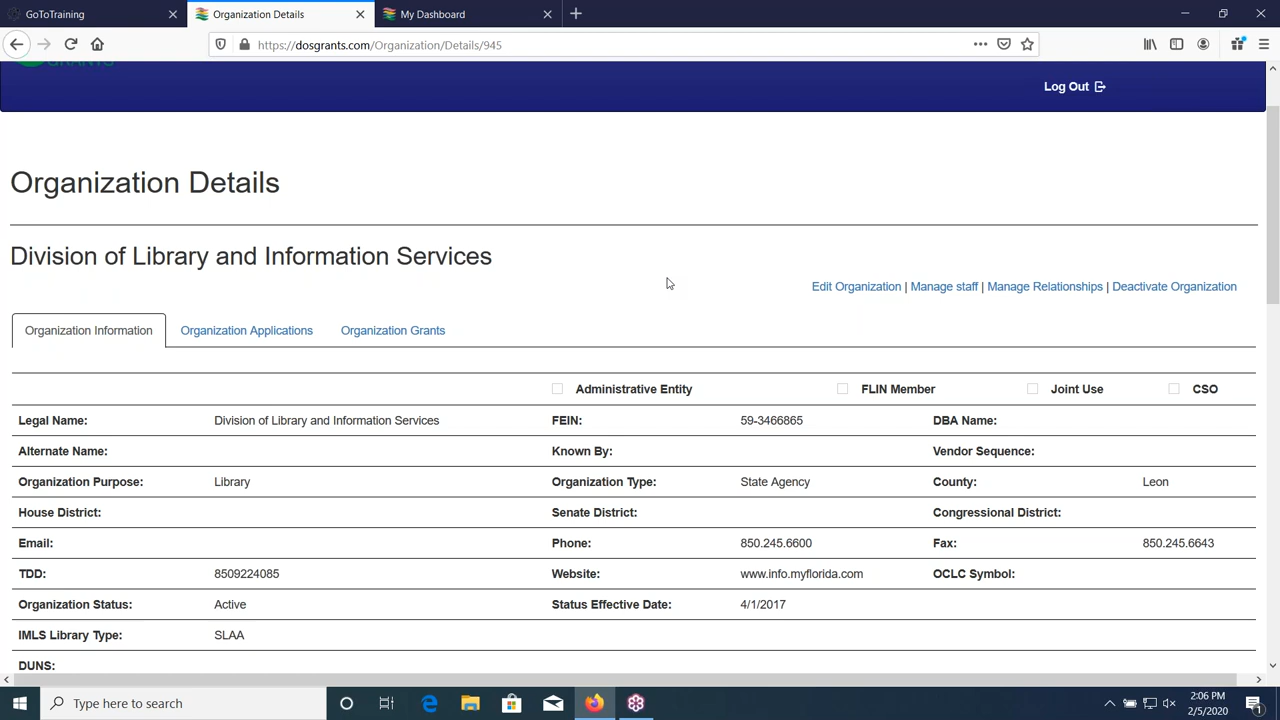 GoToTraining
Organization Details
My Dashboard
https://dosgrants.com/Organization/Details/945
GRANTS
Log Out
Organization Details
Division of Library and Information Services
Edit Organization | Manage staff | Manage Relationships | Deactivate Organization
Organization Information Organization Applications Organization Grants
Administrative Entity FLIN Member Joint Use CSO
Legal Name: Division of Library and Information Services FEIN: 59-3466865 DBA Name:
Alternate Name: Known By: Vendor Sequence:
Organization Purpose: Library Organization Type: State Agency County: Leon
House District: Senate District: Congressional District:
Email: Phone: 850.245.6600 Fax: 850.245.6643
TDD: 8509224085 Website: www.info.myflorida.com OCLC Symbol:
Organization Status: Active Status Effective Date: 4/1/2017
IMLS Library Type: SLAA
DUNS:
Type here to search
2:06 PM
2/5/2020
1